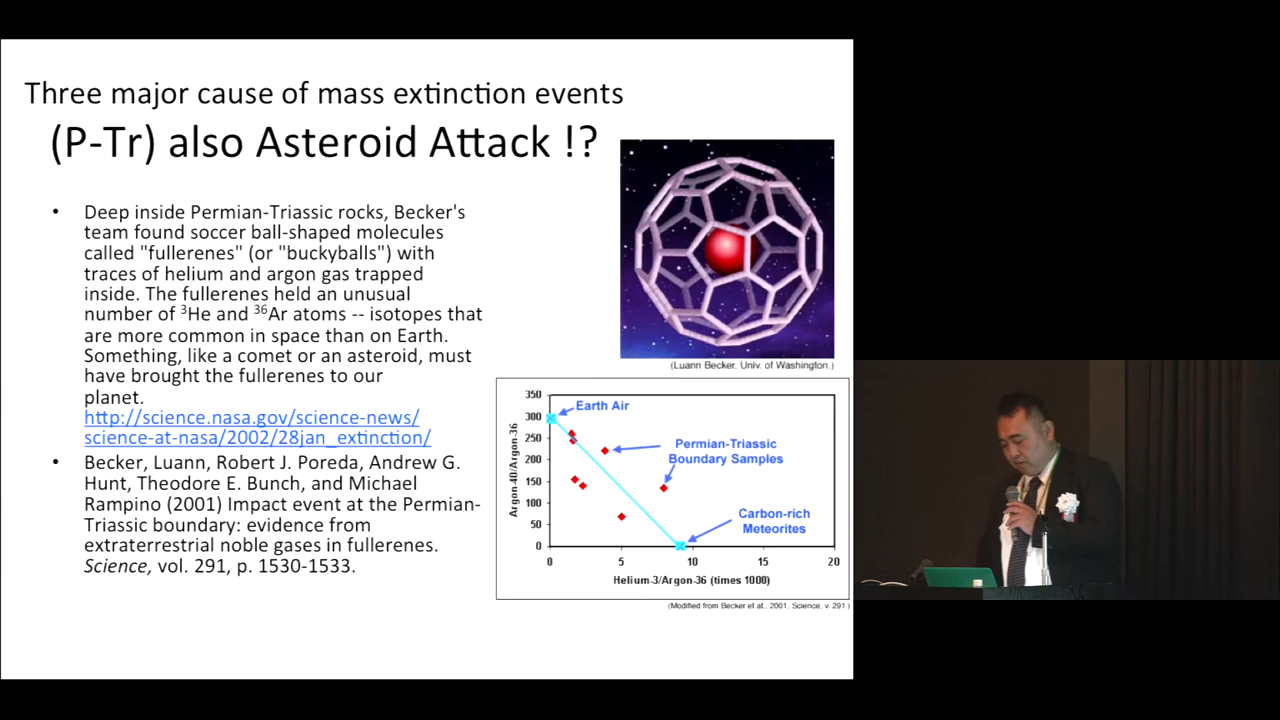 Three major cause of mass extinction events
(P-Tr) also Asteroid Attack !?
• Deep inside Permian-Triassic rocks, Becker's
team found soccer ball-shaped molecules
called "fullerenes" (or "buckyballs") with
traces of helium and argon gas trapped
inside. The fullerenes held an unusual
number of ³He and ³⁶Ar atoms -- isotopes that
are more common in space than on Earth.
Something, like a comet or an asteroid, must
have brought the fullerenes to our
planet.
http://science.nasa.gov/science-news/
science-at-nasa/2002/28jan_extinction/
• Becker, Luann, Robert J. Poreda, Andrew G.
Hunt, Theodore E. Bunch, and Michael
Rampino (2001) Impact event at the Permian-
Triassic boundary: evidence from
extraterrestrial noble gases in fullerenes.
Science, vol. 291, p. 1530-1533.
(Luann Becker, Univ. of Washington.)
Argon-40/Argon-36
350
300
250
200
150
100
50
0
Earth Air
Permian-Triassic
Boundary Samples
Carbon-rich
Meteorites
0 5 10 15 20
Helium-3/Argon-36 (times 1000)
(Modified from Becker et at., 2001, Science, v 291)